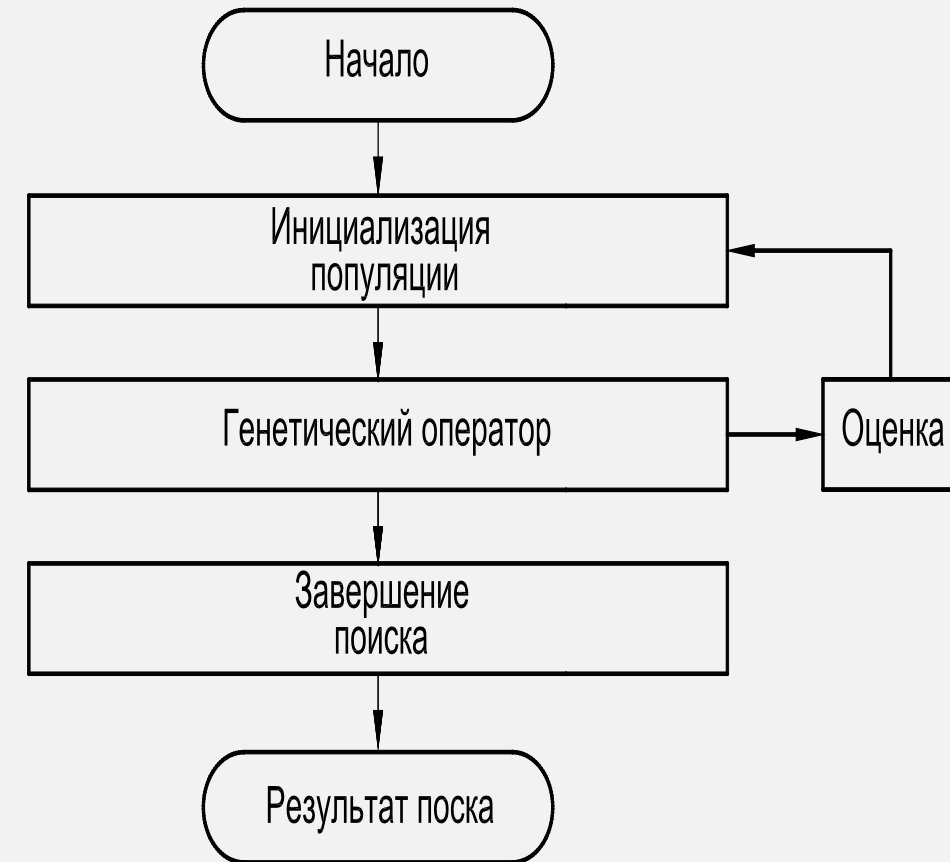 Начало
Инициализация
популяции
Генетический оператор
Оценка
Завершение
поиска
Результат поска